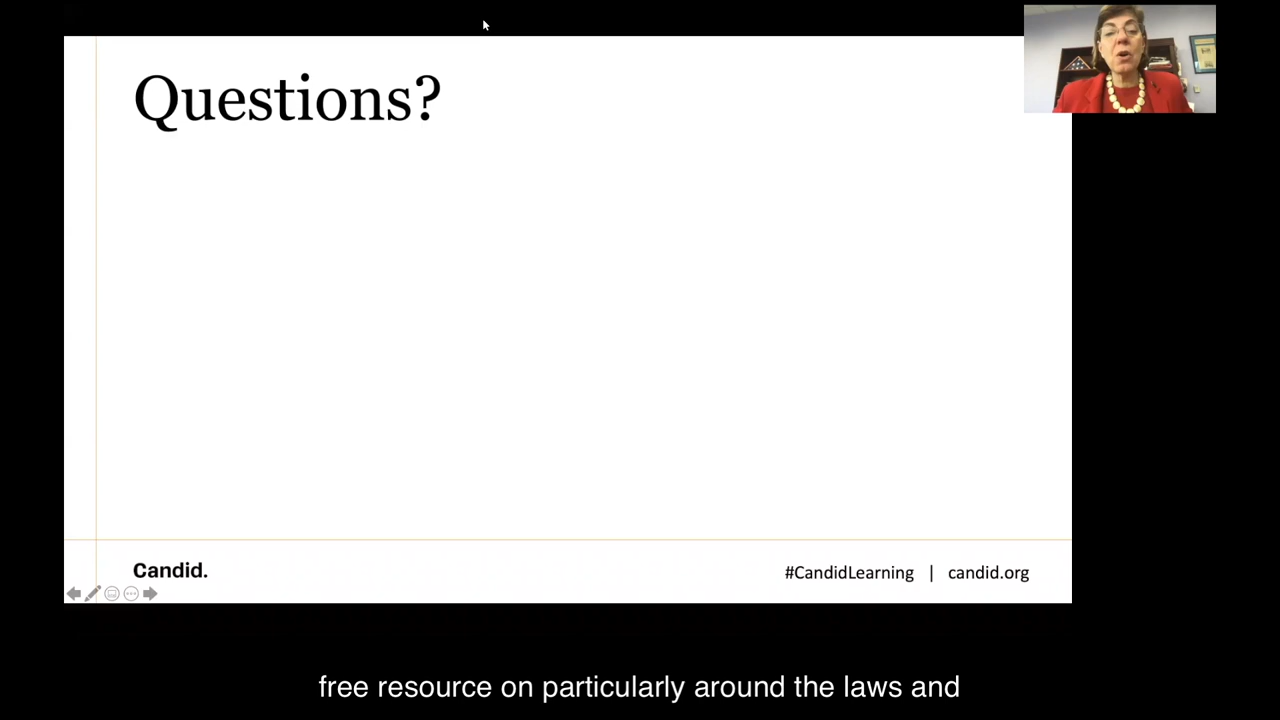 Questions?
Candid.
#CandidLearning | candid.org
free resource on particularly around the laws and